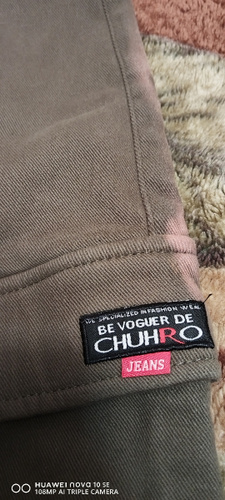 WE SPECIALIZED IN FASHION WEAR
BE VOGUER DE
CHUHRO
JEANS
HUAWEI nova 10 SE
108MP AI TRIPLE CAMERA